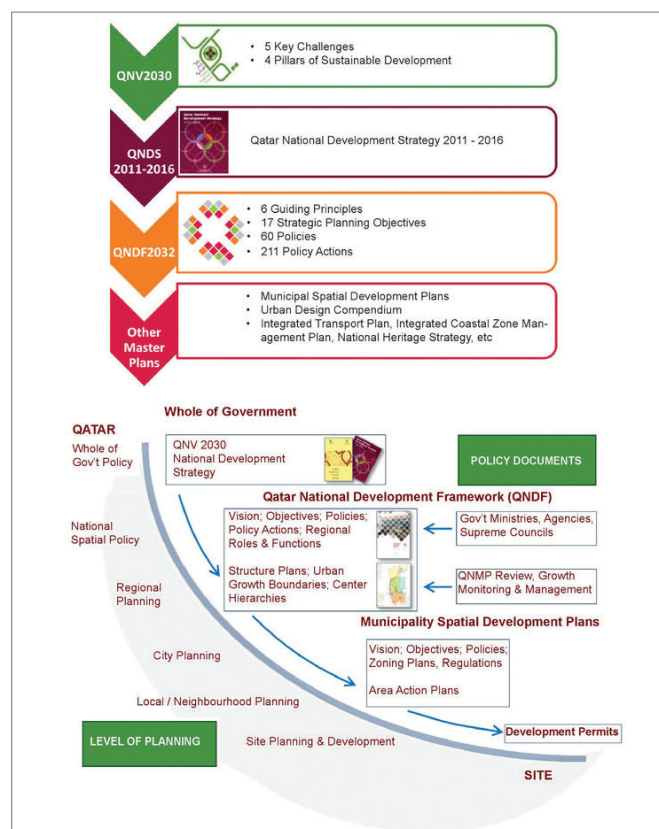 QNV2030
• 5 Key Challenges
• 4 Pillars of Sustainable Development
QNDS
2011-2016
Qatar National Development Strategy 2011 - 2016
QNDF2032
• 6 Guiding Principles
• 17 Strategic Planning Objectives
• 60 Policies
• 211 Policy Actions
Other
Master
Plans
• Municipal Spatial Development Plans
• Urban Design Compendium
• Integrated Transport Plan, Integrated Coastal Zone Man-
agement Plan, National Heritage Strategy, etc
Whole of Government
QATAR
Whole of
Gov't Policy
QNV 2030
National Development
Strategy
POLICY DOCUMENTS
Qatar National Development Framework (QNDF)
National
Spatial Policy
Vision; Objectives; Policies;
Policy Actions; Regional
Roles & Functions
Gov't Ministries, Agencies,
Supreme Councils
Regional
Planning
Structure Plans; Urban
Growth Boundaries; Center
Hierarchies
QNMP Review, Growth
Monitoring & Management
Municipality Spatial Development Plans
City Planning
Vision; Objectives; Policies;
Zoning Plans, Regulations
Area Action Plans
Local / Neighbourhood Planning
LEVEL OF PLANNING
Site Planning & Development
Development Permits
SITE